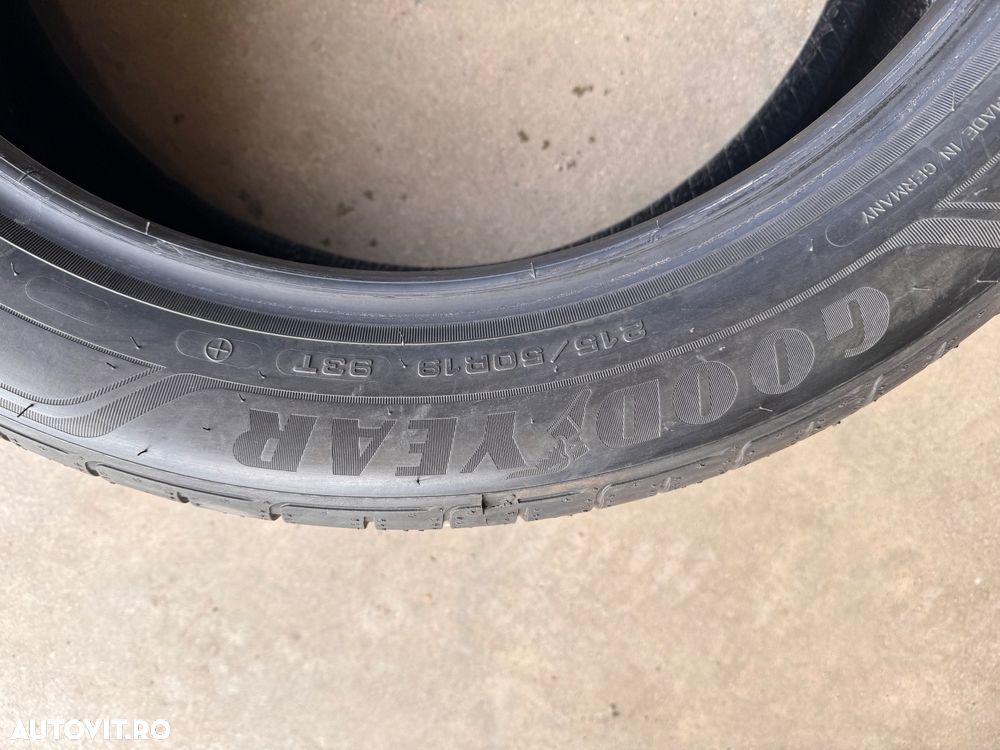 MADE IN GERMANY
GOODYEAR
215/50R19 93T
AUTOVIT.RO